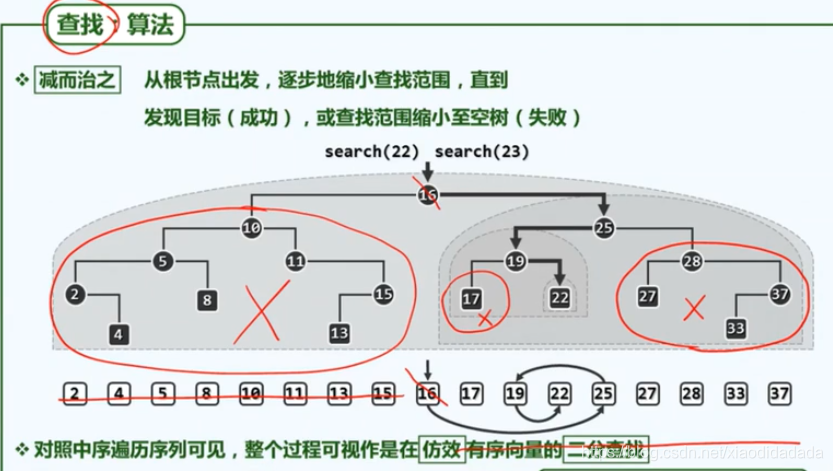 查找：算法
❖ 减而治之 从根节点出发，逐步地缩小查找范围，直到
发现目标（成功），或查找范围缩小至空树（失败）
search(22) search(23)
16
10 25
5 11 19 28
2 8 15 17 22 27 37
4 13 33
2 4 5 8 10 11 13 15 16 17 19 22 25 27 28 33 37
❖ 对照中序遍历序列可见，整个过程可视作是在仿效有序向量的二分查找
https://blog.csdn.net/xiaodidadada